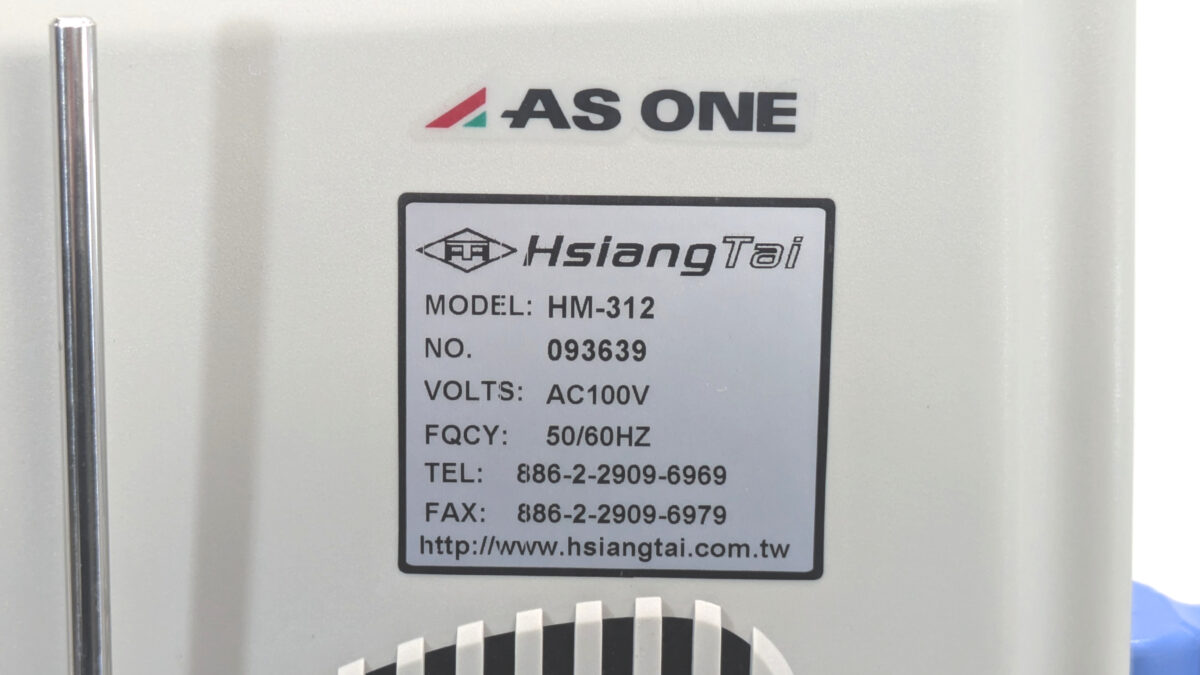 AS ONE
HsiangTai
MODEL: HM-312
NO. 093639
VOLTS: AC100V
FQCY: 50/60HZ
TEL: 886-2-2909-6969
FAX: 886-2-2909-6979
http://www.hsiangtai.com.tw